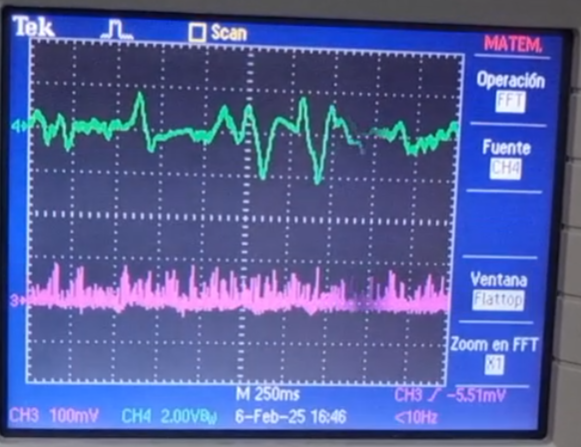 Tek
Scan
MATEM.
Operación
FFT
Fuente
CH4
4
3
Ventana
Flattop
Zoom en FFT
X1
M 250ms
CH3 / -5.51mV
CH3 100mV CH4 2.00VBw 6-Feb-25 16:46 <10Hz